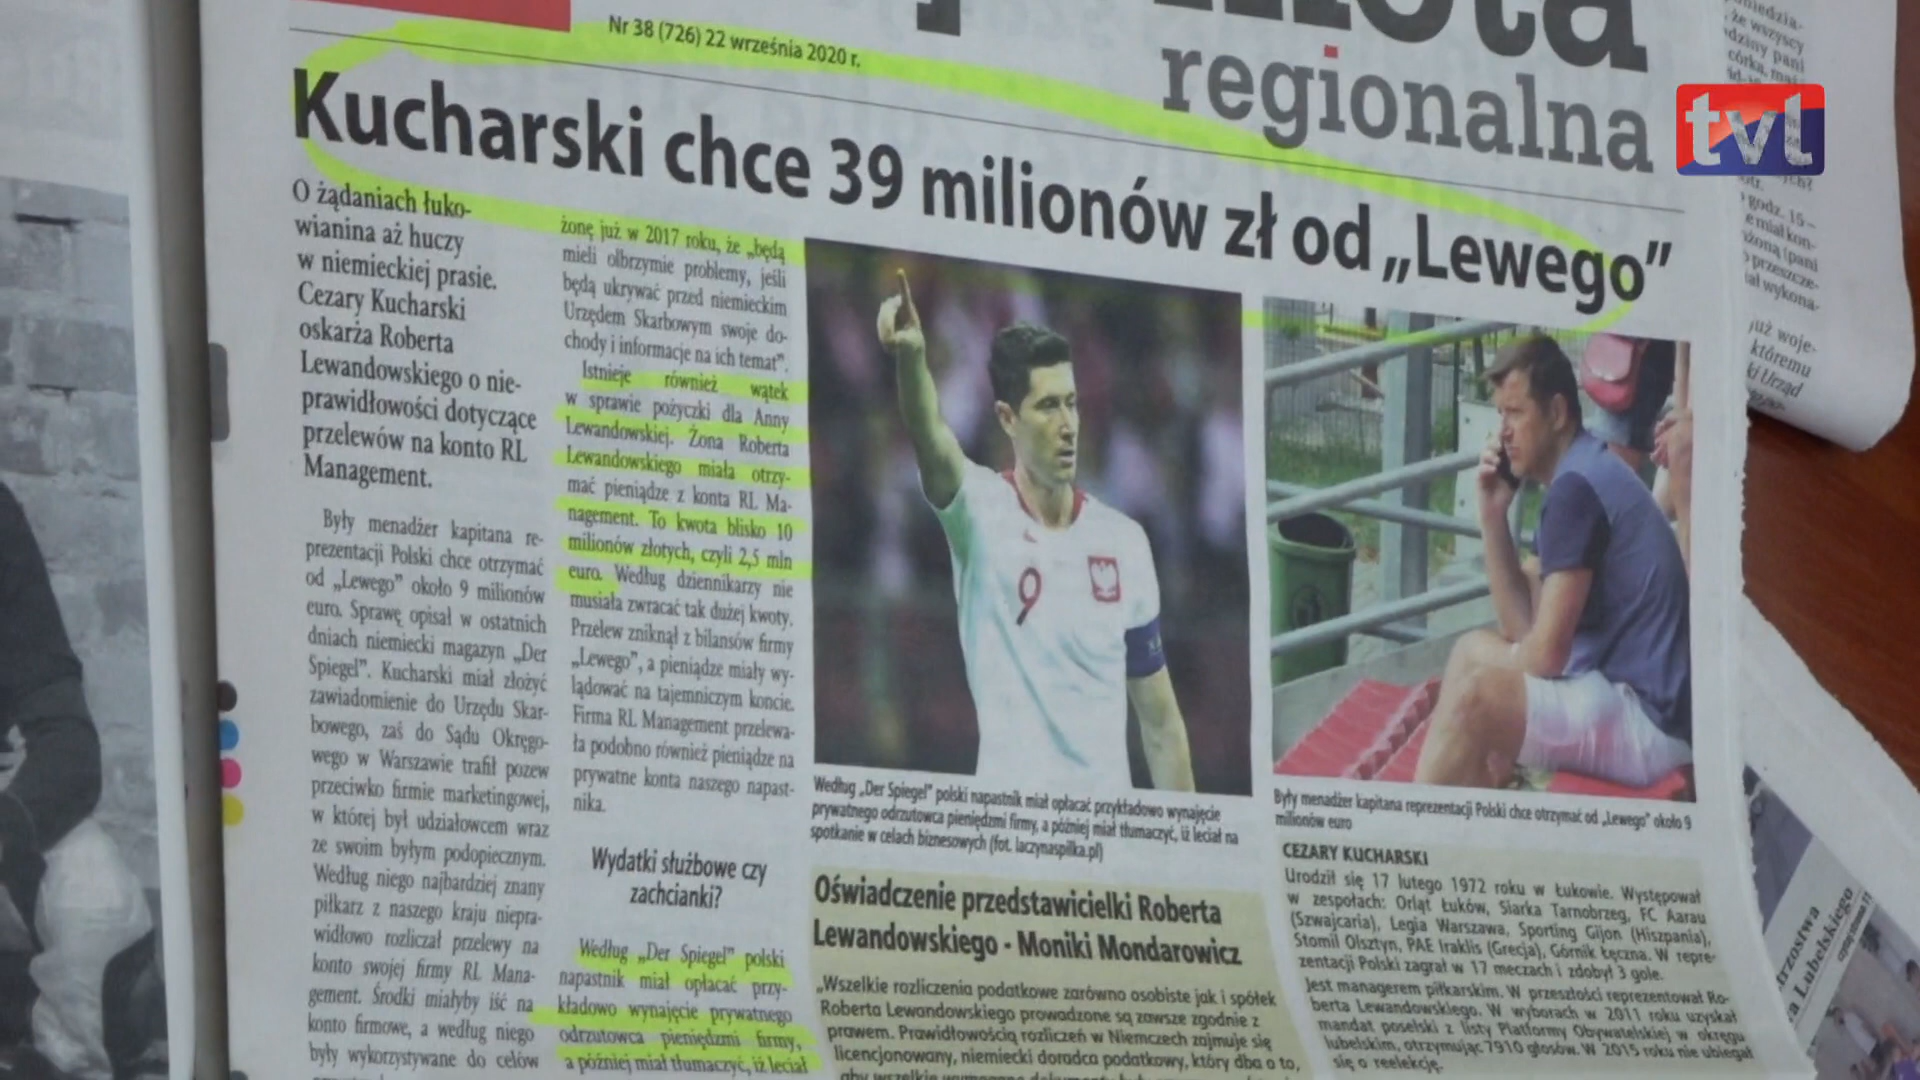 Nr 38 (726) 22 września 2020 r.
regionalna
tvl
Kucharski chce 39 milionów zł od „Lewego”
O żądaniach łuko-
wianina aż huczy
w niemieckiej prasie.
Cezary Kucharski
oskarża Roberta
Lewandowskiego o nie-
prawidłowości dotyczące
przelewów na konto RL
Management.
Były menadżer kapitana re-
prezentacji Polski chce otrzymać
od „Lewego” około 9 milionów
euro. Sprawę opisał w ostatnich
dniach niemiecki magazyn „Der
Spiegel”. Kucharski miał złożyć
zawiadomienie do Urzędu Skar-
bowego, zaś do Sądu Okręgo-
wego w Warszawie trafił pozew
przeciwko firmie marketingowej,
w której był udziałowcem wraz
ze swoim byłym podopiecznym.
Według niego najbardziej znany
piłkarz z naszego kraju niepra-
widłowo rozliczał przelewy na
konto swojej firmy RL Mana-
gement. Środki miałyby iść na
konto firmowe, a według niego
były wykorzystywane do celów
żonę już w 2017 roku, że „będą
mieli olbrzymie problemy, jeśli
będą ukrywać przed niemieckim
Urzędem Skarbowym swoje do-
chody i informacje na ich temat”.
Istnieje również wątek
w sprawie pożyczki dla Anny
Lewandowskiej. Żona Roberta
Lewandowskiego miała otrzy-
mać pieniądze z konta RL Ma-
nagement. To kwota blisko 10
milionów złotych, czyli 2,5 mln
euro. Według dziennikarzy nie
musiała zwracać tak dużej kwoty.
Przelew zniknął z bilansów firmy
„Lewego”, a pieniądze miały wy-
lądować na tajemniczym koncie.
Firma RL Management przelewa-
ła podobno również pieniądze na
prywatne konta naszego napast-
nika.
Wydatki służbowe czy
zachcianki?
Według „Der Spiegel” polski
napastnik miał opłacać przy-
kładowo wynajęcie prywatnego
odrzutowca pieniędzmi firmy,
a później miał tłumaczyć, iż leciał
9
Według „Der Spiegel” polski napastnik miał opłacać przykładowo wynajęcie
prywatnego odrzutowca pieniędzmi firmy, a później miał tłumaczyć, iż leciał na
spotkanie w celach biznesowych (fot. laczynaspilka.pl)
Oświadczenie przedstawicielki Roberta
Lewandowskiego - Moniki Mondarowicz
„Wszelkie rozliczenia podatkowe zarówno osobiste jak i spółek
Roberta Lewandowskiego prowadzone są zawsze zgodnie z
prawem. Prawidłowością rozliczeń w Niemczech zajmuje się
licencjonowany, niemiecki doradca podatkowy, który dba o to,
Były menadżer kapitana reprezentacji Polski chce otrzymać od „Lewego” około 9
milionów euro
CEZARY KUCHARSKI
Urodził się 17 lutego 1972 roku w Łukowie. Występował
w zespołach: Orląt Łuków, Siarka Tarnobrzeg, FC Aarau
(Szwajcaria), Legia Warszawa, Sporting Gijon (Hiszpania),
Stomil Olsztyn, PAE Iraklis (Grecja), Górnik Łęczna. W repre-
zentacji Polski zagrał w 17 meczach i zdobył 3 gole.
Jest managerem piłkarskim. W przeszłości reprezentował Ro-
berta Lewandowskiego. W wyborach w 2011 roku uzyskał
mandat poselski z listy Platformy Obywatelskiej w okręgu
lubelskim, otrzymując 7910 głosów. W 2015 roku nie ubiegał
się o reelekcję.
że wszyscy
godz. 15 –
już woje-
któremu
Urząd
Lubelskiego